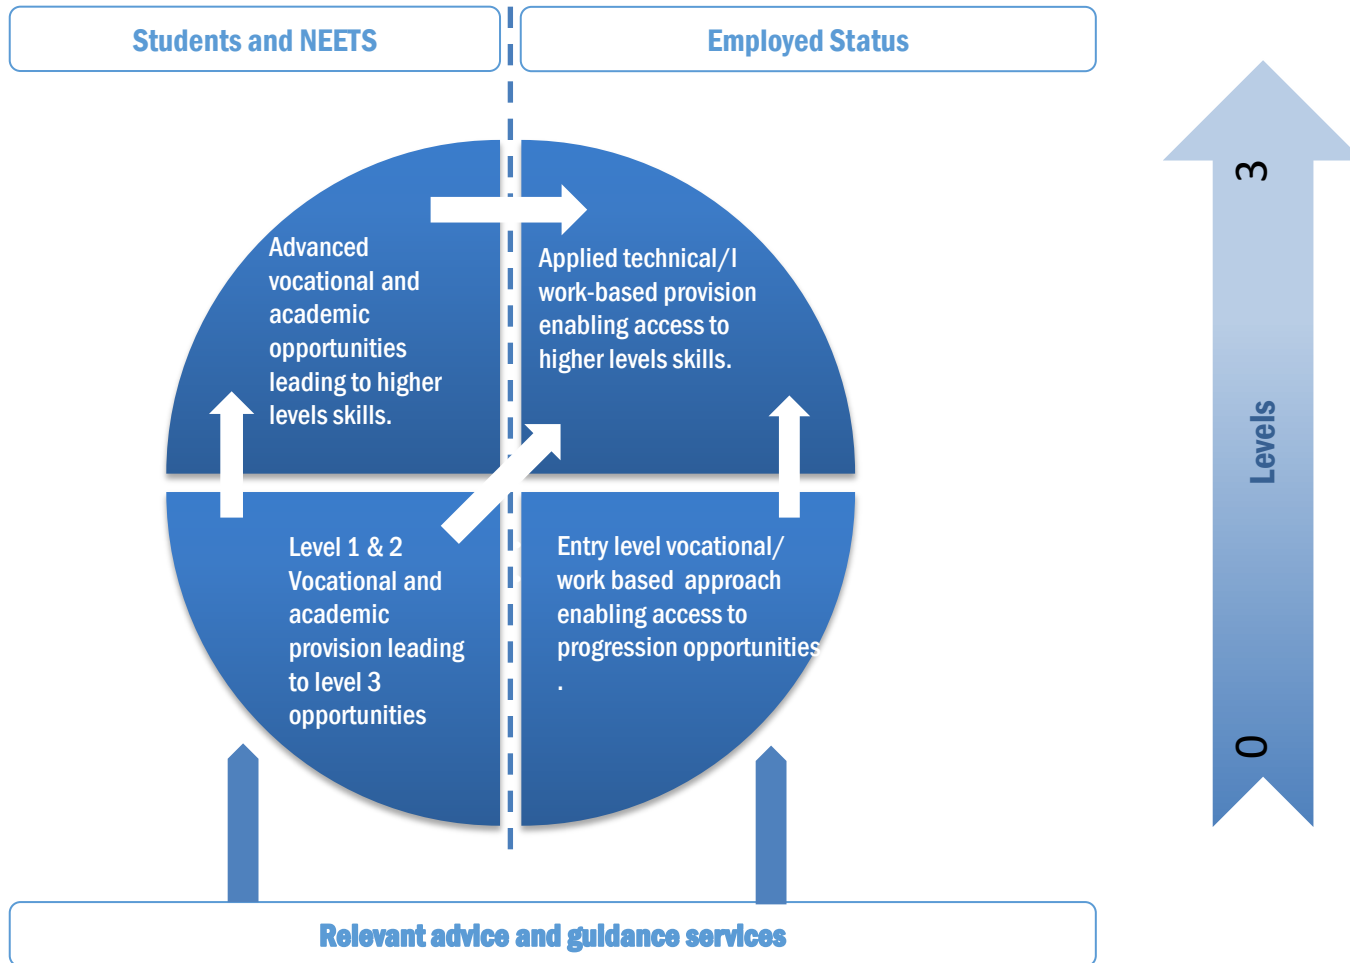 Students and NEETS
Employed Status
Advanced
vocational and
academic
opportunities
leading to higher
levels skills.
Applied technical/l
work-based provision
enabling access to
higher levels skills.
Level 1 & 2
Vocational and
academic
provision leading
to level 3
opportunities
Entry level vocational/
work based approach
enabling access to
progression opportunities
.
3
Levels
0
Relevant advice and guidance services